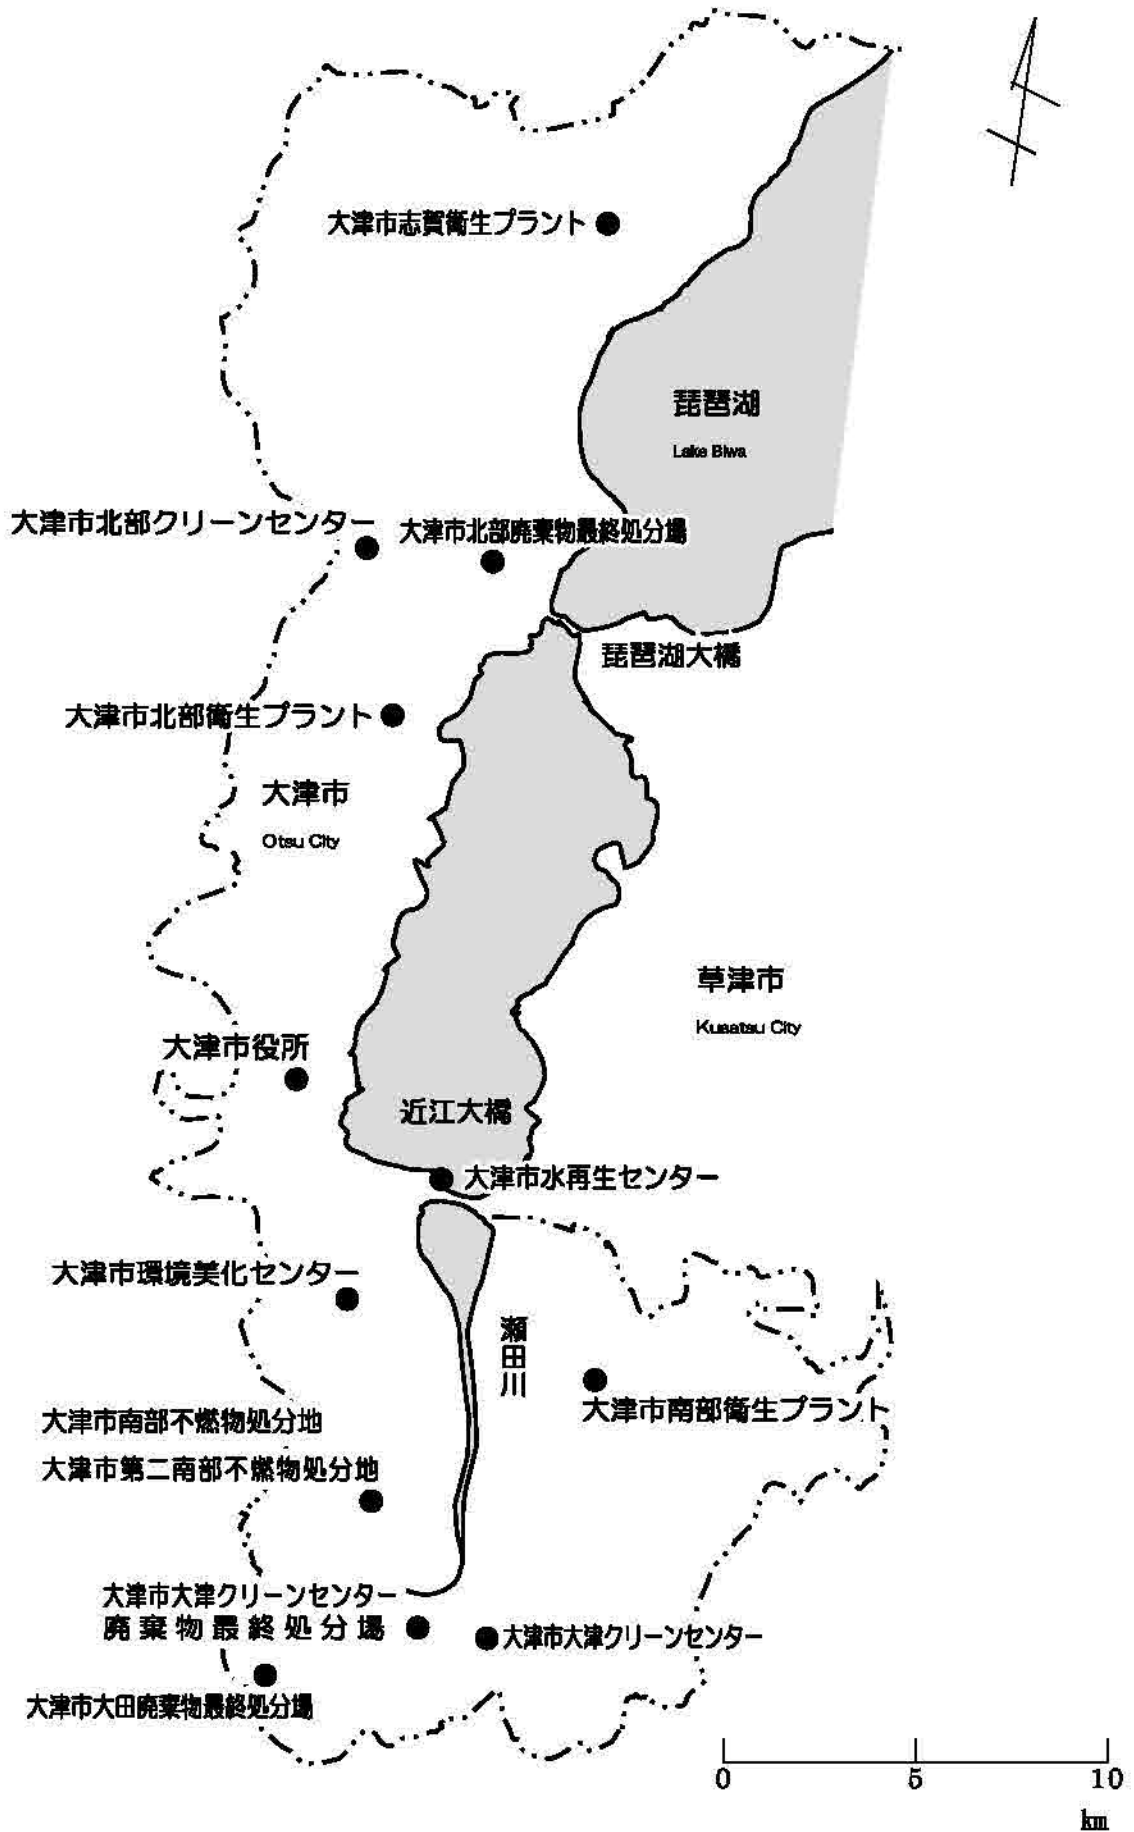 大津市志賀衛生プラント
琵琶湖
Lake Biwa
大津市北部クリーンセンター
大津市北部廃棄物最終処分場
琵琶湖大橋
大津市北部衛生プラント
大津市
Otsu City
草津市
Kusatsu City
大津市役所
近江大橋
大津市水再生センター
大津市環境美化センター
瀬田川
大津市南部衛生プラント
大津市南部不燃物処分地
大津市第二南部不燃物処分地
大津市大津クリーンセンター
廃棄物最終処分場
大津市大津クリーンセンター
大津市大田廃棄物最終処分場
0 5 10
km